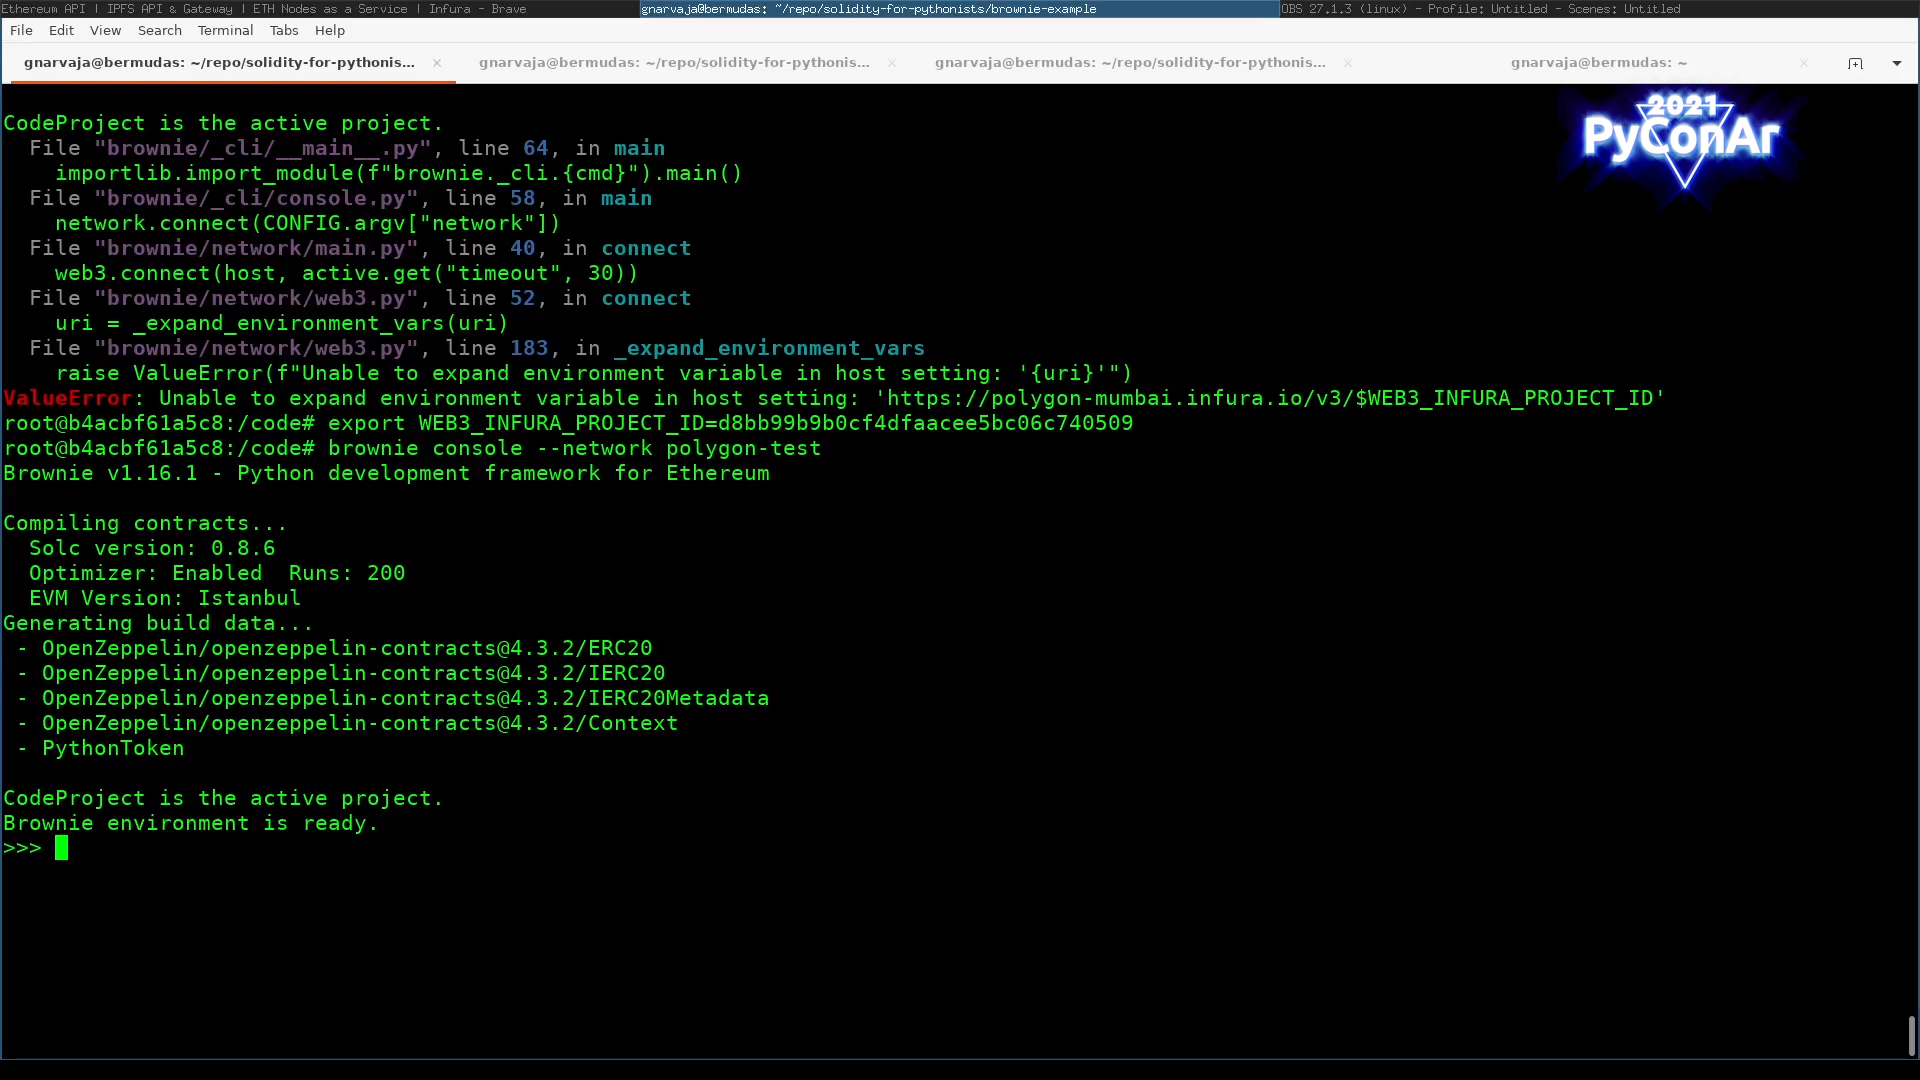 Ethereum API | IPFS API & Gateway | ETH Nodes as a Service | Infura - Brave
gnarvaja@bermudas: ~/repo/solidity-for-pythonists/brownie-example
OBS 27.1.3 (linux) - Profile: Untitled - Scenes: Untitled
File Edit View Search Terminal Tabs Help
gnarvaja@bermudas: ~/repo/solidity-for-pythonis... ×
gnarvaja@bermudas: ~/repo/solidity-for-pythonis... ×
gnarvaja@bermudas: ~/repo/solidity-for-pythonis... ×
gnarvaja@bermudas: ~ ×
2021
PyConAr
CodeProject is the active project.
  File "brownie/_cli/__main__.py", line 64, in main
    importlib.import_module(f"brownie._cli.{cmd}").main()
  File "brownie/_cli/console.py", line 58, in main
    network.connect(CONFIG.argv["network"])
  File "brownie/network/main.py", line 40, in connect
    web3.connect(host, active.get("timeout", 30))
  File "brownie/network/web3.py", line 52, in connect
    uri = _expand_environment_vars(uri)
  File "brownie/network/web3.py", line 183, in _expand_environment_vars
    raise ValueError(f"Unable to expand environment variable in host setting: '{uri}'")
ValueError: Unable to expand environment variable in host setting: 'https://polygon-mumbai.infura.io/v3/$WEB3_INFURA_PROJECT_ID'
root@b4acbf61a5c8:/code# export WEB3_INFURA_PROJECT_ID=d8bb99b9b0cf4dfaacee5bc06c740509
root@b4acbf61a5c8:/code# brownie console --network polygon-test
Brownie v1.16.1 - Python development framework for Ethereum
Compiling contracts...
  Solc version: 0.8.6
  Optimizer: Enabled  Runs: 200
  EVM Version: Istanbul
Generating build data...
 - OpenZeppelin/openzeppelin-contracts@4.3.2/ERC20
 - OpenZeppelin/openzeppelin-contracts@4.3.2/IERC20
 - OpenZeppelin/openzeppelin-contracts@4.3.2/IERC20Metadata
 - OpenZeppelin/openzeppelin-contracts@4.3.2/Context
 - PythonToken
CodeProject is the active project.
Brownie environment is ready.
>>>